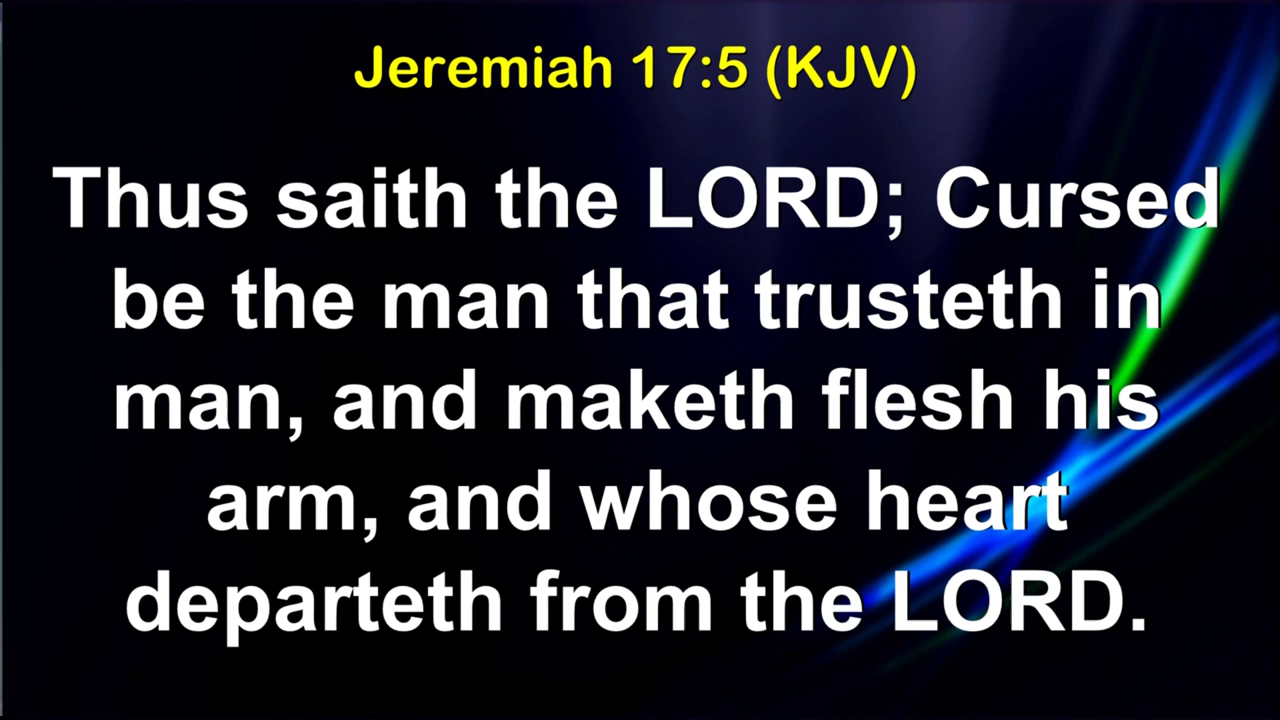 Jeremiah 17:5 (KJV)
Thus saith the LORD; Cursed
be the man that trusteth in
man, and maketh flesh his
arm, and whose heart
departeth from the LORD.